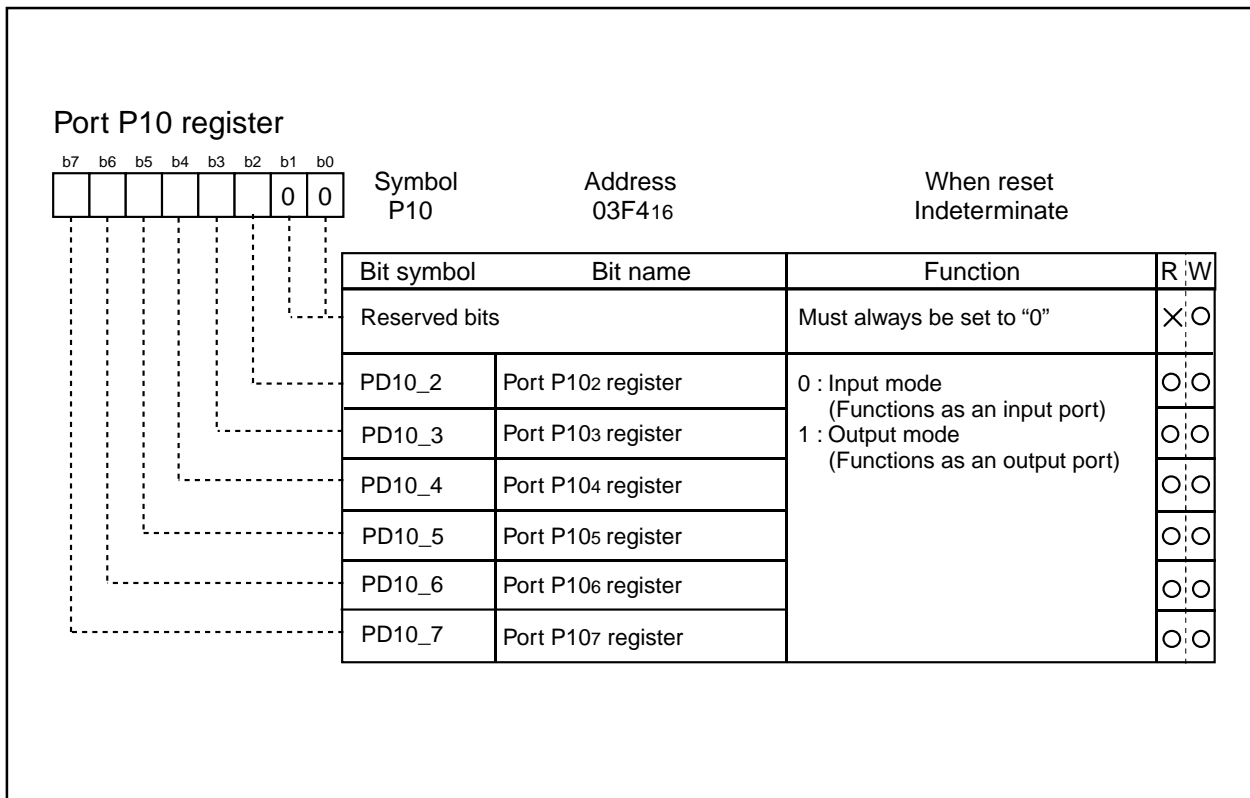 Port P10 register
b7 b6 b5 b4 b3 b2 b1 b0
0 0
Symbol Address When reset
P10 03F416 Indeterminate
Bit symbol Bit name Function R W
Reserved bits Must always be set to “0” X O
PD10_2 Port P102 register 0 : Input mode O O
(Functions as an input port)
PD10_3 Port P103 register 1 : Output mode O O
(Functions as an output port)
PD10_4 Port P104 register O O
PD10_5 Port P105 register O O
PD10_6 Port P106 register O O
PD10_7 Port P107 register O O